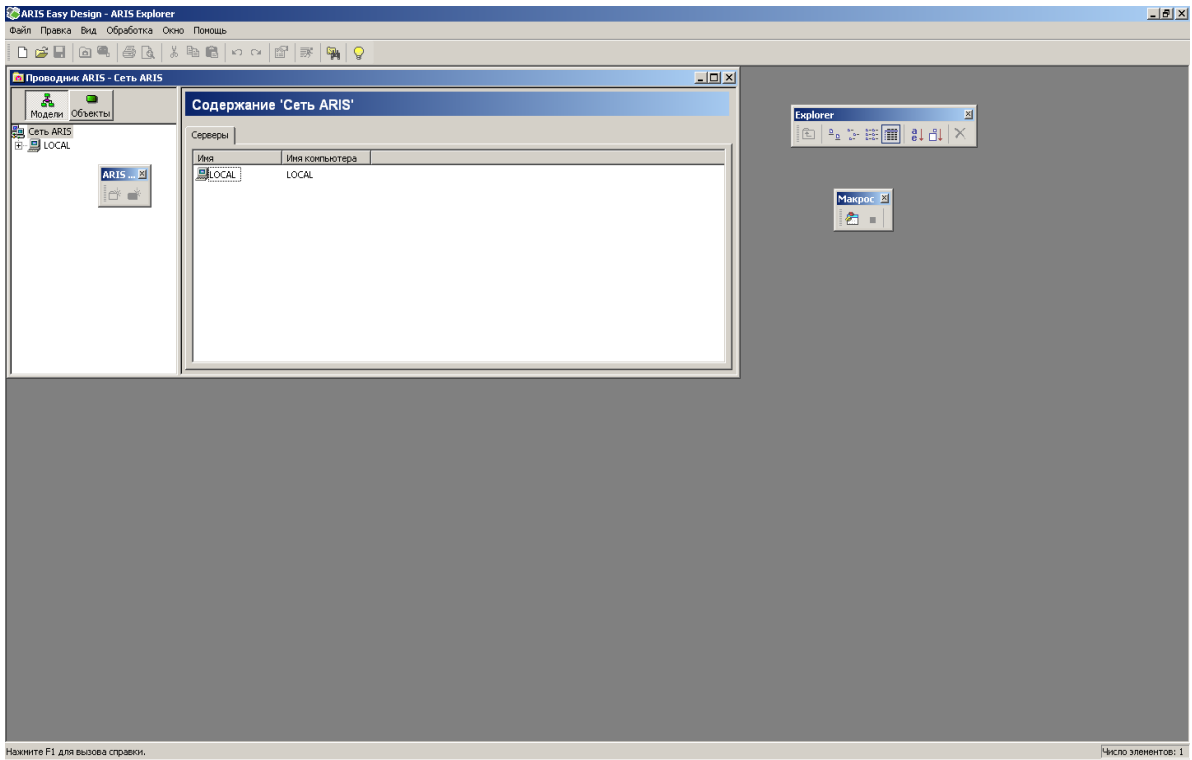 ARIS Easy Design - ARIS Explorer
Файл Правка Вид Обработка Окно Помощь
Проводник ARIS - Сеть ARIS
Модели Объекты
Сеть ARIS
LOCAL
ARIS ...
Содержание 'Сеть ARIS'
Серверы
Имя Имя компьютера
LOCAL LOCAL
Explorer
Макрос
Нажмите F1 для вызова справки.
Число элементов: 1